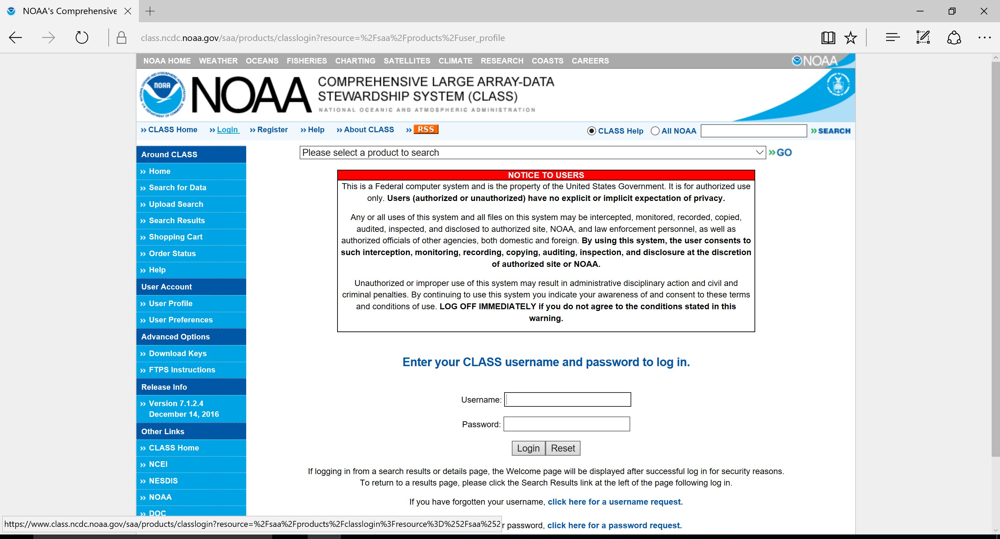 NOAA's Comprehensive
class.ncdc.noaa.gov/saa/products/classlogin?resource=%2Fsaa%2Fproducts%2Fuser_profile
NOAA HOME WEATHER OCEANS FISHERIES CHARTING SATELLITES CLIMATE RESEARCH COASTS CAREERS
NOAA
NOAA
NOAA
COMPREHENSIVE LARGE ARRAY-DATA
STEWARDSHIP SYSTEM (CLASS)
NATIONAL OCEANIC AND ATMOSPHERIC ADMINISTRATION
» CLASS Home » Login » Register » Help » About CLASS » RSS
CLASS Help All NOAA » SEARCH
Please select a product to search » GO
Around CLASS
» Home
» Search for Data
» Upload Search
» Search Results
» Shopping Cart
» Order Status
» Help
User Account
» User Profile
» User Preferences
Advanced Options
» Download Keys
» FTPS Instructions
Release Info
» Version 7.1.2.4
December 14, 2016
Other Links
» CLASS Home
» NCEI
» NESDIS
» NOAA
» DOC
NOTICE TO USERS
This is a Federal computer system and is the property of the United States Government. It is for authorized use
only. Users (authorized or unauthorized) have no explicit or implicit expectation of privacy.
Any or all uses of this system and all files on this system may be intercepted, monitored, recorded, copied,
audited, inspected, and disclosed to authorized site, NOAA, and law enforcement personnel, as well as
authorized officials of other agencies, both domestic and foreign. By using this system, the user consents to
such interception, monitoring, recording, copying, auditing, inspection, and disclosure at the discretion
of authorized site or NOAA.
Unauthorized or improper use of this system may result in administrative disciplinary action and civil and
criminal penalties. By continuing to use this system you indicate your awareness of and consent to these terms
and conditions of use. LOG OFF IMMEDIATELY if you do not agree to the conditions stated in this
warning.
Enter your CLASS username and password to log in.
Username:
Password:
Login Reset
If logging in from a search results or details page, the Welcome page will be displayed after successful log in for security reasons.
To return to a results page, please click the Search Results link at the left of the page following log in.
If you have forgotten your username, click here for a username request.
r password, click here for a password request.
https://www.class.ncdc.noaa.gov/saa/products/classlogin?resource=%2Fsaa%2Fproducts%2Fclasslogin%3Fresource%3D%252Fsaa%252